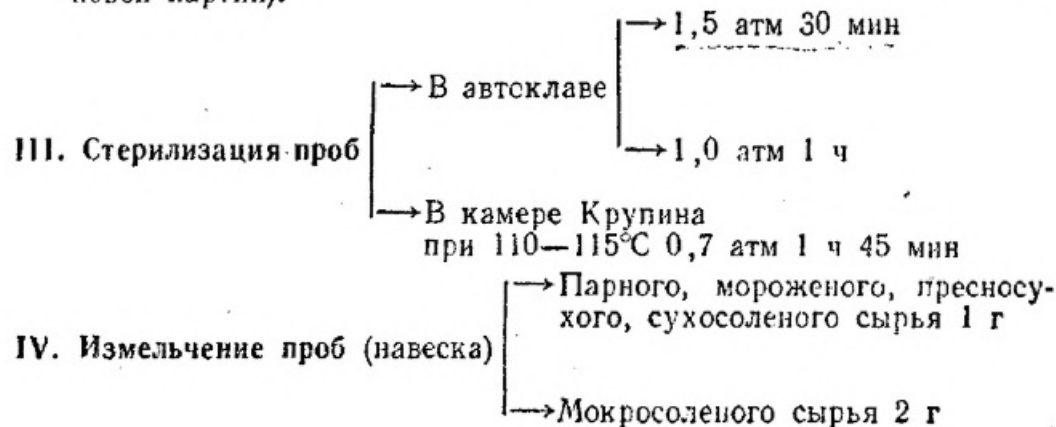 1,5 атм 30 мин
В автоклаве
III. Стерилизация проб
1,0 атм 1 ч
В камере Крупина
при 110—115°С 0,7 атм 1 ч 45 мин
Парного, мороженого, пресносу-
хого, сухосоленого сырья 1 г
IV. Измельчение проб (навеска)
Мокросоленого сырья 2 г